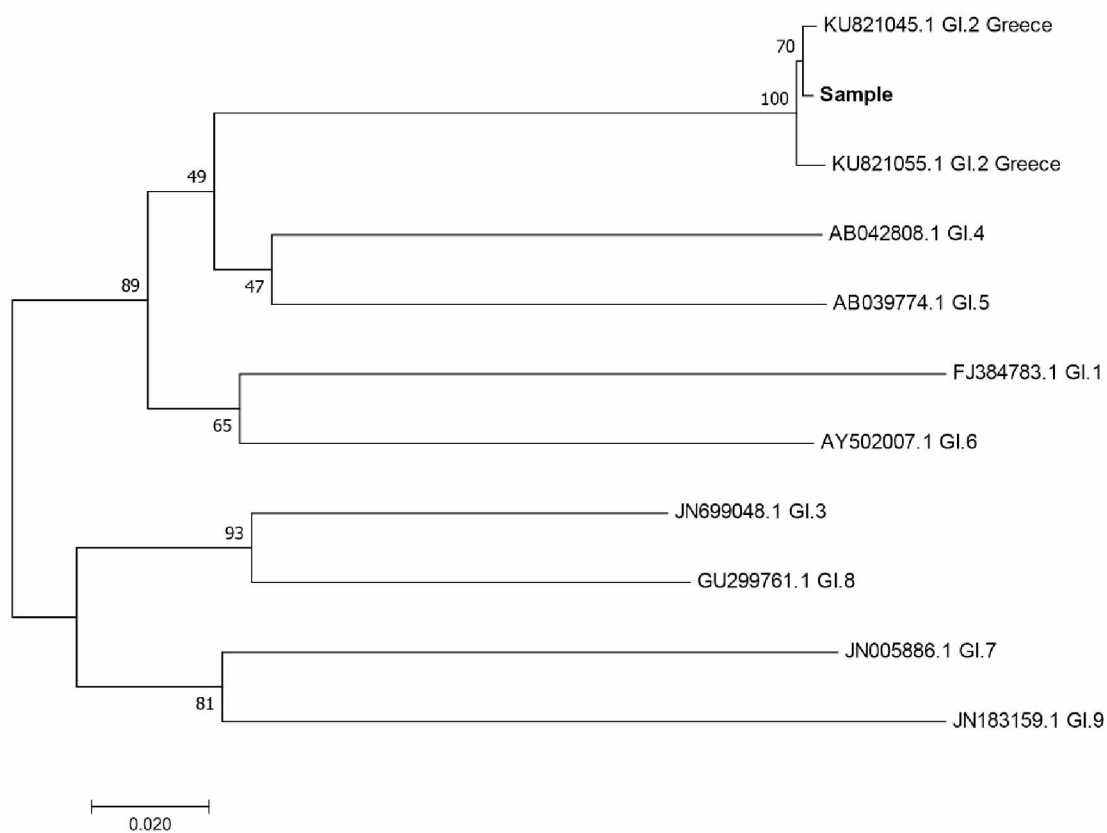 KU821045.1 GI.2 Greece
70
Sample
100
KU821055.1 GI.2 Greece
49
AB042808.1 GI.4
89
47
AB039774.1 GI.5
FJ384783.1 GI.1
65
AY502007.1 GI.6
JN699048.1 GI.3
93
GU299761.1 GI.8
JN005886.1 GI.7
81
JN183159.1 GI.9
0.020